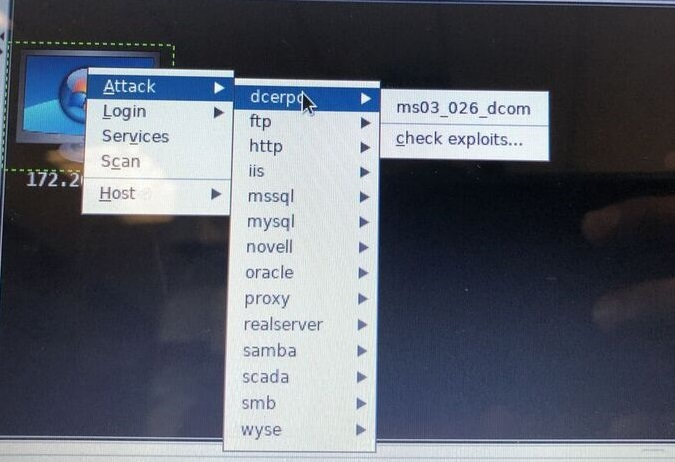 Attack
Login
Services
Scan
Host
172.2
dcerpc
ftp
http
iis
mssql
mysql
novell
oracle
proxy
realserver
samba
scada
smb
wyse
ms03_026_dcom
check exploits...